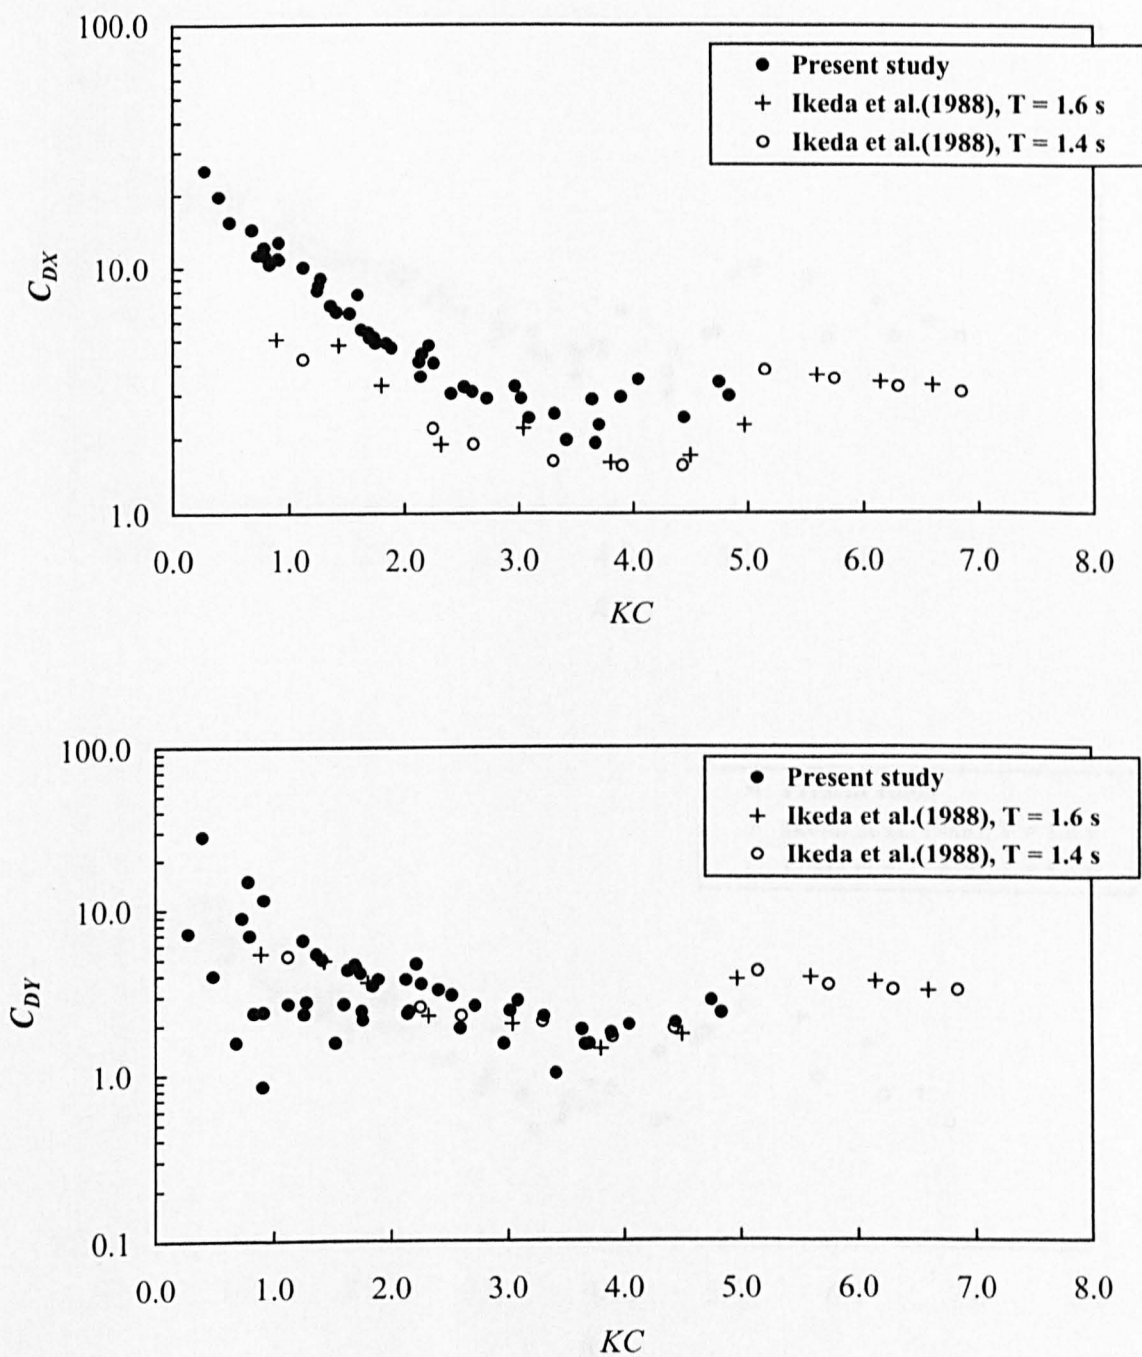 100.0
10.0
1.0
C_DX
Present study
Ikeda et al.(1988), T = 1.6 s
Ikeda et al.(1988), T = 1.4 s
0.0 1.0 2.0 3.0 4.0 5.0 6.0 7.0 8.0
KC
100.0
10.0
1.0
0.1
C_DY
Present study
Ikeda et al.(1988), T = 1.6 s
Ikeda et al.(1988), T = 1.4 s
0.0 1.0 2.0 3.0 4.0 5.0 6.0 7.0 8.0
KC